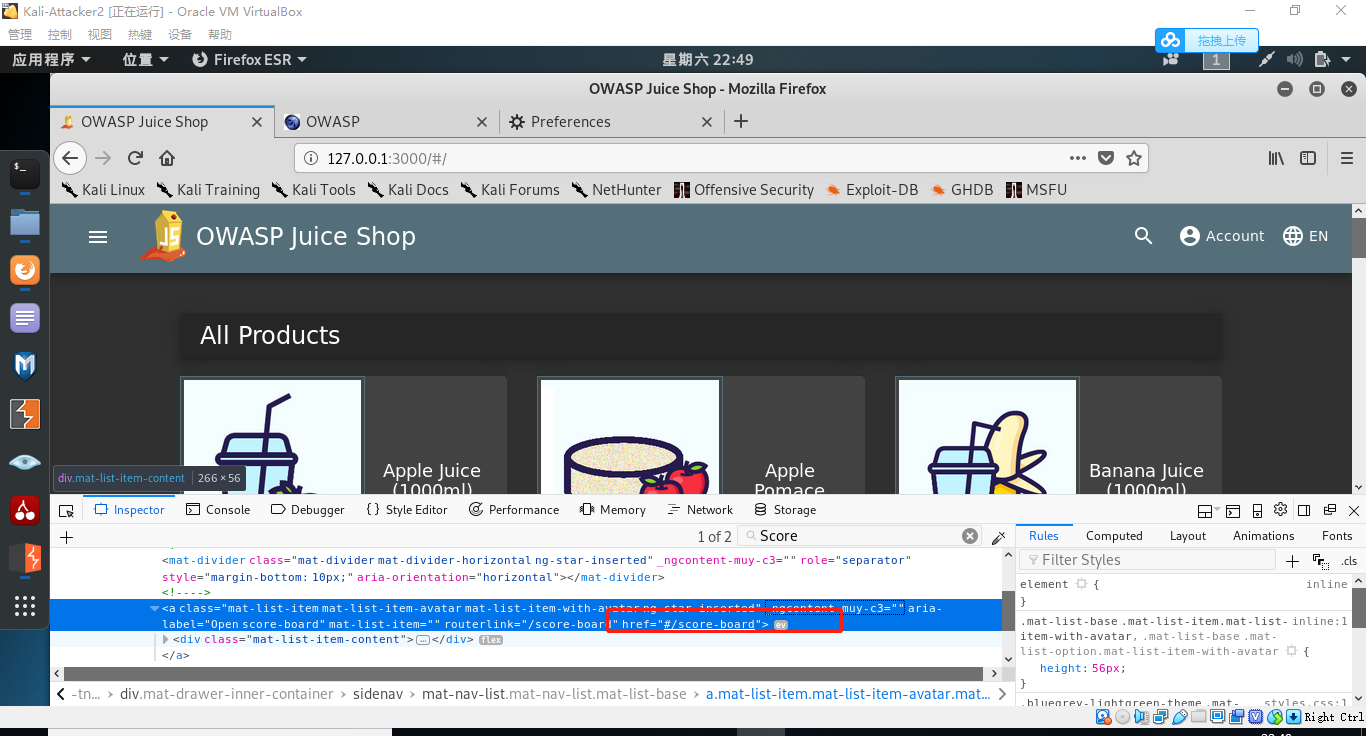 Kali-Attacker2 [正在运行] - Oracle VM VirtualBox
管理 控制 视图 热键 设备 帮助
拖拽上传
应用程序 位置 Firefox ESR 星期六 22:49 1
OWASP Juice Shop - Mozilla Firefox
OWASP Juice Shop OWASP Preferences
127.0.0.1:3000/#/
Kali Linux Kali Training Kali Tools Kali Docs Kali Forums NetHunter Offensive Security Exploit-DB GHDB MSFU
JS OWASP Juice Shop Account EN
All Products
Apple Juice (1000ml)
Apple Pomace
Banana Juice (1000ml)
div.mat-list-item-content 266 × 56
Inspector Console Debugger {} Style Editor Performance Memory Network Storage
+ 1 of 2 Score
Rules Computed Layout Animations Fonts
<mat-divider class="mat-divider mat-divider-horizontal ng-star-inserted" _ngcontent-muy-c3="" role="separator"
style="margin-bottom: 10px;" aria-orientation="horizontal"></mat-divider>
<!---->
<a class="mat-list-item mat-list-item-avatar mat-list-item-with-avatar ng-star-inserted" _ngcontent-muy-c3="" aria-
label="Open score-board" mat-list-item="" routerlink="/score-board" href="#/score-board"> ev
<div class="mat-list-item-content">…</div> flex
</a>
-tn… div.mat-drawer-inner-container sidenav mat-nav-list.mat-nav-list.mat-list-base a.mat-list-item.mat-list-item-avatar.mat…
Filter Styles + .cls
element { inline
}
.mat-list-base .mat-list-item.mat-list- inline:1
item-with-avatar, .mat-list-base .mat-
list-option.mat-list-item-with-avatar {
height: 56px;
}
.bluegrey-lightgreen-theme .mat- styles.css:1
Right Ctrl